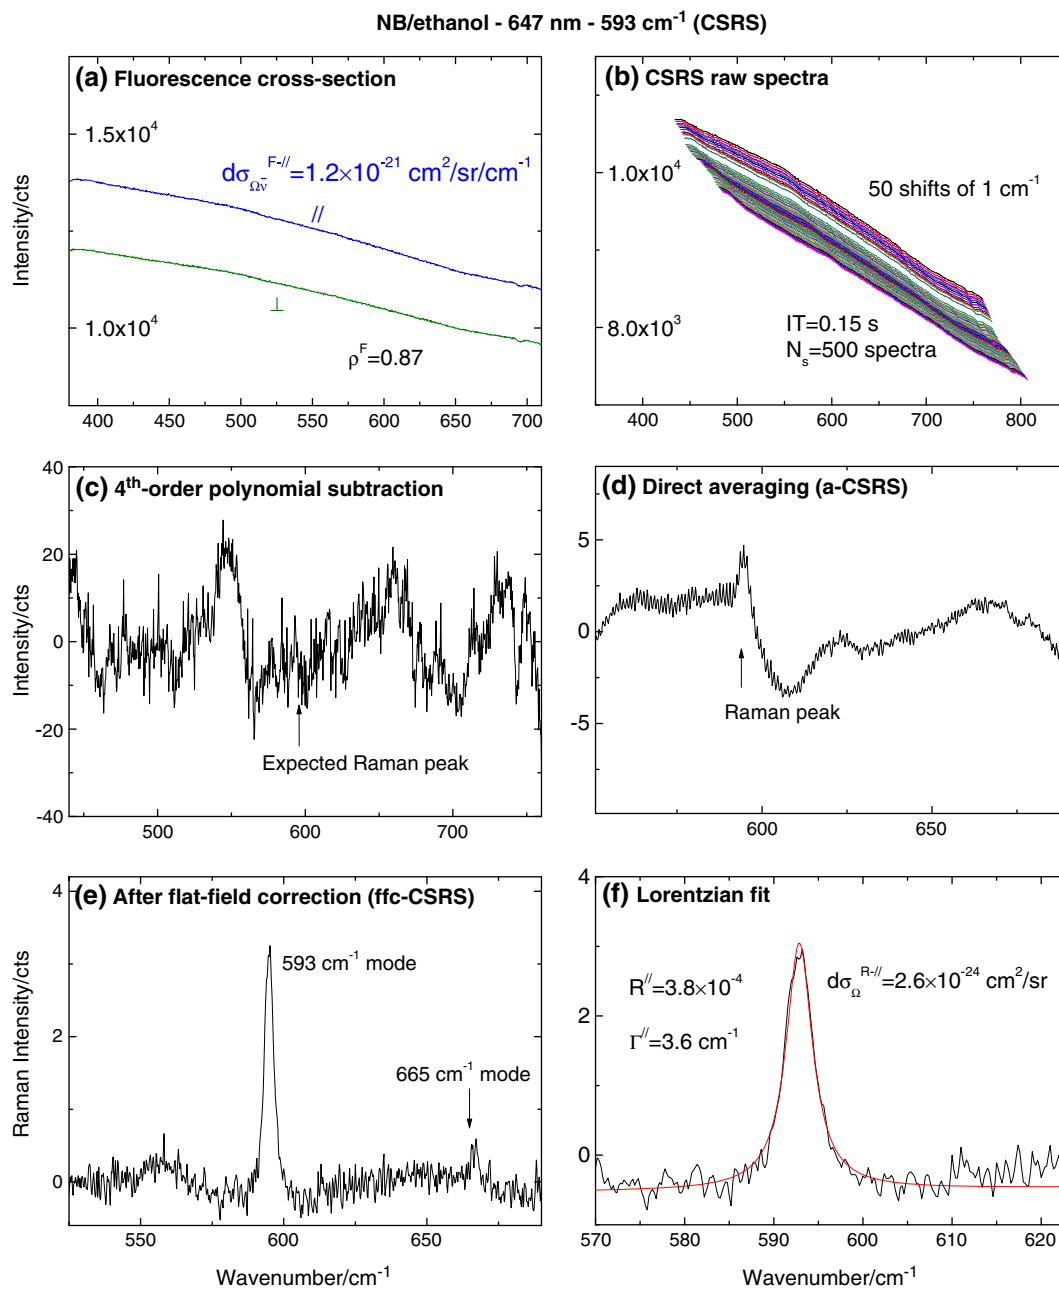 NB/ethanol - 647 nm - 593 cm⁻¹ (CSRS)
(a) Fluorescence cross-section
Intensity/cts
1.5x10⁴
1.0x10⁴
dσ_Ων̄^F-//=1.2×10⁻²¹ cm²/sr/cm⁻¹
//
⊥
ρ^F=0.87
400 450 500 550 600 650 700
(b) CSRS raw spectra
1.0x10⁴
8.0x10³
50 shifts of 1 cm⁻¹
IT=0.15 s
N_s=500 spectra
400 500 600 700 800
(c) 4th-order polynomial subtraction
Intensity/cts
40
20
0
-20
-40
Expected Raman peak
500 600 700
(d) Direct averaging (a-CSRS)
5
0
-5
Raman peak
600 650
(e) After flat-field correction (ffc-CSRS)
Raman Intensity/cts
4
2
0
593 cm⁻¹ mode
665 cm⁻¹ mode
550 600 650
Wavenumber/cm⁻¹
(f) Lorentzian fit
4
2
0
R^//=3.8×10⁻⁴
dσ_Ω^R-//=2.6×10⁻²⁴ cm²/sr
Γ^//=3.6 cm⁻¹
570 580 590 600 610 620
Wavenumber/cm⁻¹